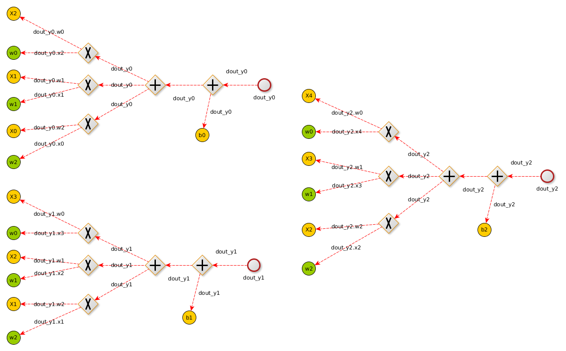 X2
dout_y0.w0
w0
dout_y0.x2
X
dout_y0
X1
dout_y0.w1
X
dout_y0
+
dout_y0
+
dout_y0
dout_y0
w1
dout_y0.x1
dout_y0
dout_y0
X0
dout_y0.w2
X
b0
w2
dout_y0.x0
X3
dout_y1.w0
w0
dout_y1.x3
X
dout_y1
X2
dout_y1.w1
X
dout_y1
+
dout_y1
+
dout_y1
dout_y1
w1
dout_y1.x2
dout_y1
dout_y1
X1
dout_y1.w2
X
b1
w2
dout_y1.x1
X4
dout_y2.w0
w0
dout_y2.x4
X
dout_y2
X3
dout_y2.w1
X
dout_y2
+
dout_y2
+
dout_y2
dout_y2
w1
dout_y2.x3
dout_y2
dout_y2
X2
dout_y2.w2
X
b2
w2
dout_y2.x2